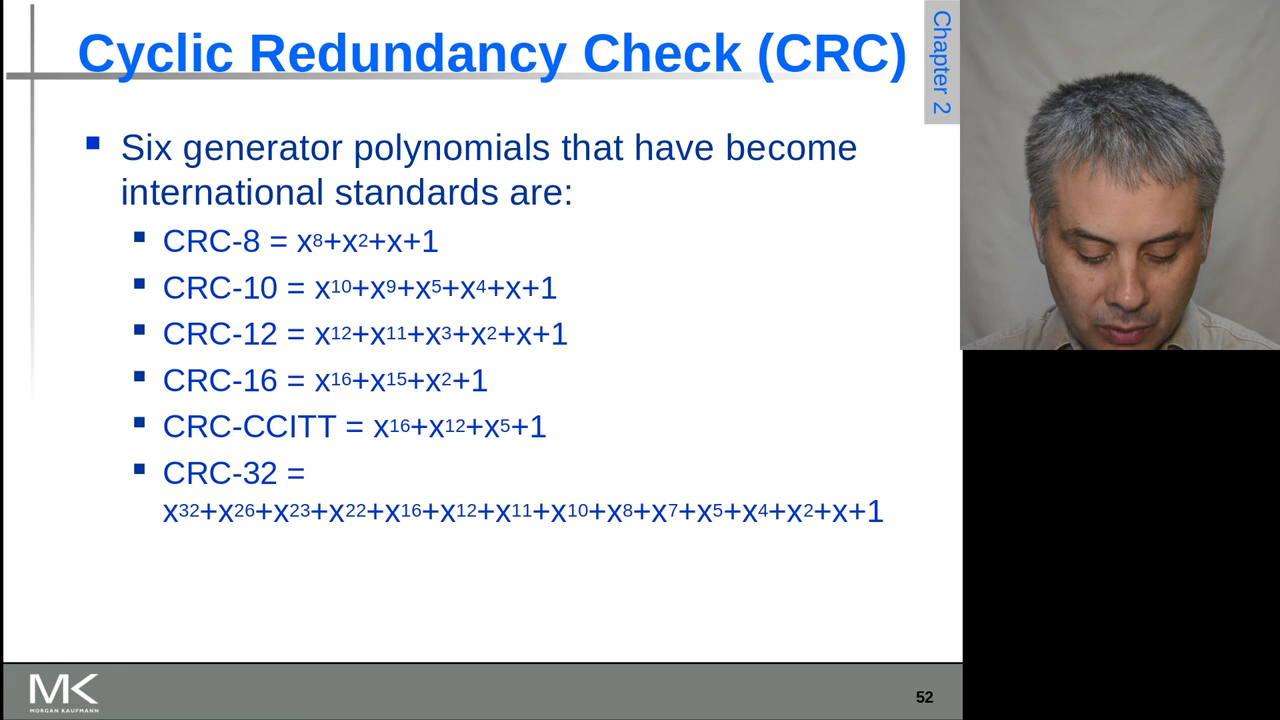 Cyclic Redundancy Check (CRC)
Chapter 2
Six generator polynomials that have become
international standards are:
CRC-8 = x⁸+x²+x+1
CRC-10 = x¹⁰+x⁹+x⁵+x⁴+x+1
CRC-12 = x¹²+x¹¹+x³+x²+x+1
CRC-16 = x¹⁶+x¹⁵+x²+1
CRC-CCITT = x¹⁶+x¹²+x⁵+1
CRC-32 =
x³²+x²⁶+x²³+x²²+x¹⁶+x¹²+x¹¹+x¹⁰+x⁸+x⁷+x⁵+x⁴+x²+x+1
MK
MORGAN KAUFMANN
52